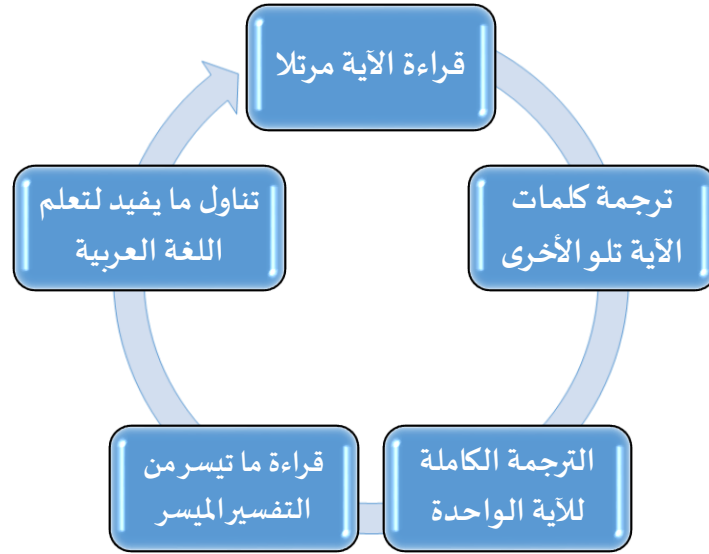 قراءة الآية مرتلا
ترجمة كلمات
الآية تلو الأخرى
الترجمة الكاملة
للآية الواحدة
قراءة ما تيسر من
التفسير الميسر
تناول ما يفيد لتعلم
اللغة العربية